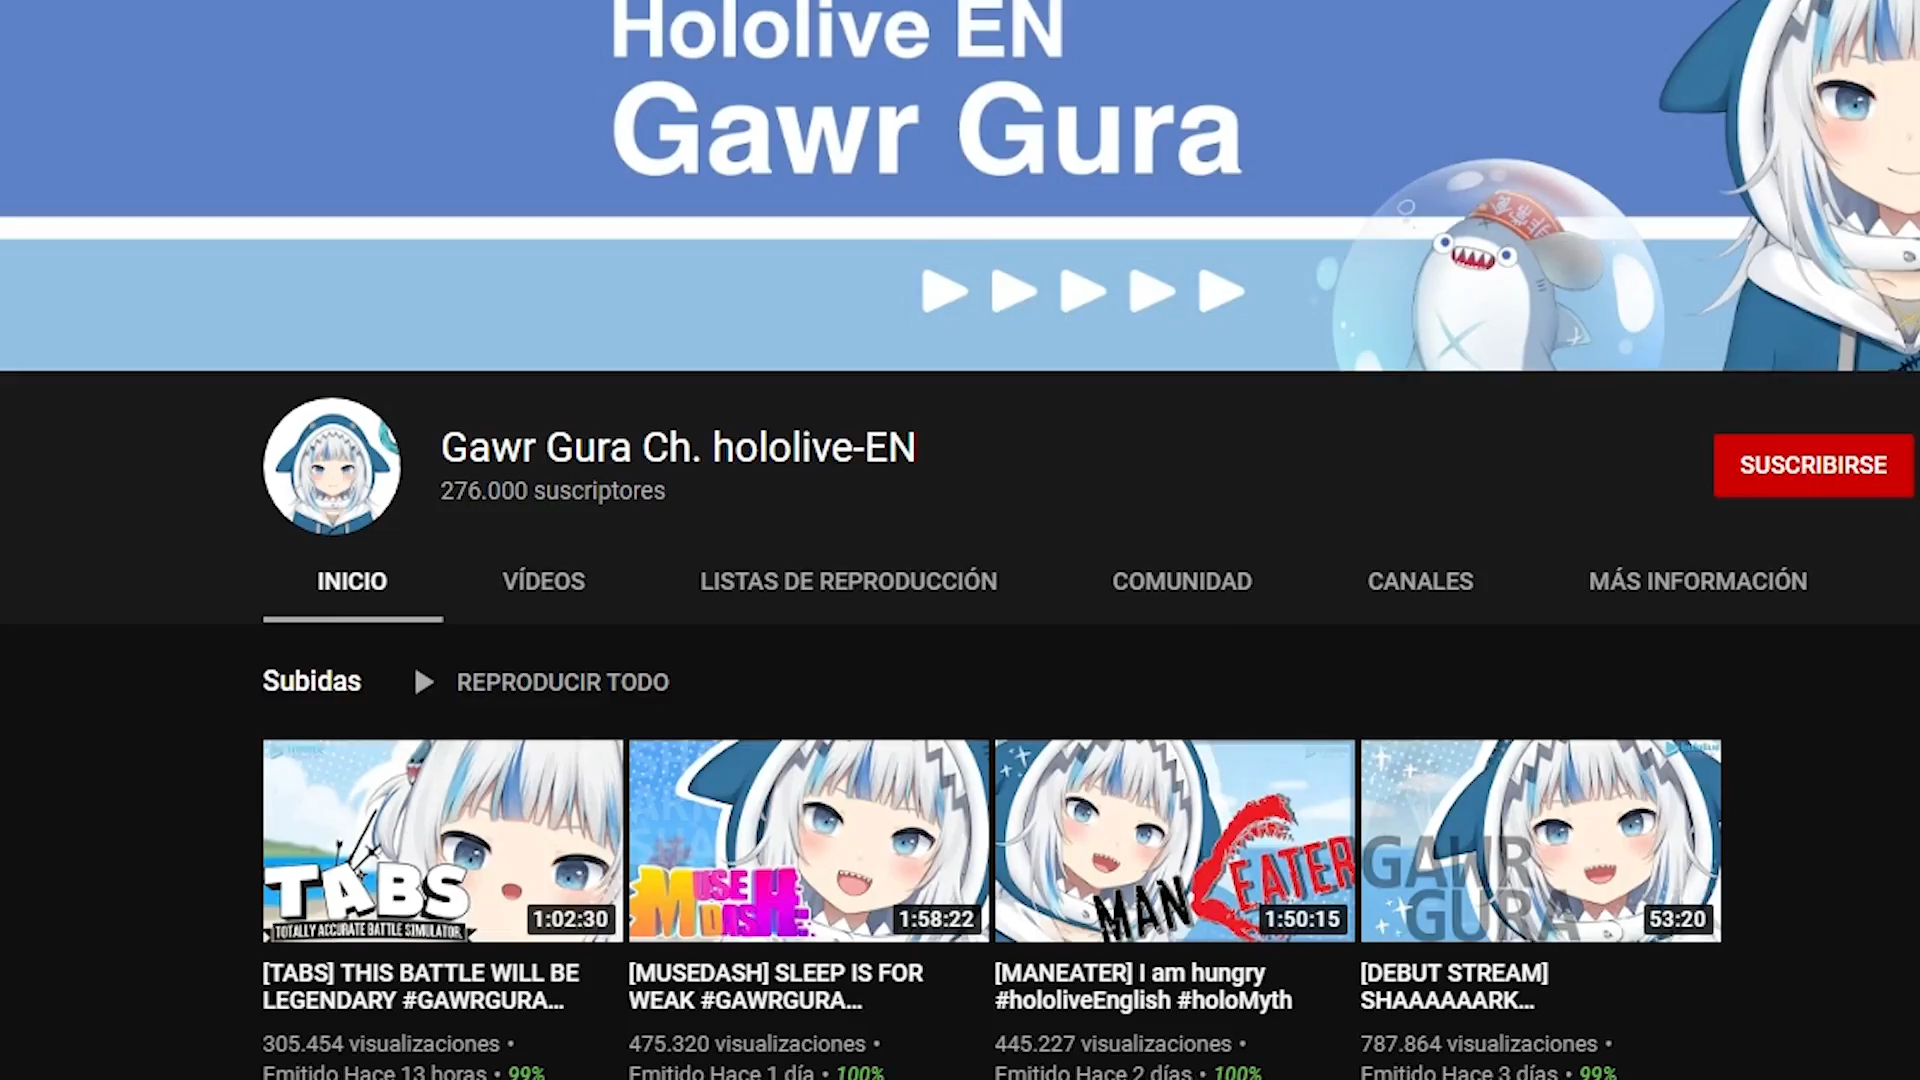 Hololive EN
Gawr Gura
Gawr Gura Ch. hololive-EN
276.000 suscriptores
SUSCRIBIRSE
INICIO
VÍDEOS
LISTAS DE REPRODUCCIÓN
COMUNIDAD
CANALES
MÁS INFORMACIÓN
Subidas
REPRODUCIR TODO
TABS
TOTALLY ACCURATE BATTLE SIMULATOR
1:02:30
MUSE
DASH
1:58:22
MANEATER
1:50:15
GAWR
GURA
53:20
[TABS] THIS BATTLE WILL BE
LEGENDARY #GAWRGURA...
305.454 visualizaciones •
Emitido Hace 13 horas • 99%
[MUSEDASH] SLEEP IS FOR
WEAK #GAWRGURA...
475.320 visualizaciones •
Emitido Hace 1 día • 100%
[MANEATER] I am hungry
#hololiveEnglish #holoMyth
445.227 visualizaciones •
Emitido Hace 2 días • 100%
[DEBUT STREAM]
SHAAAAAARK...
787.864 visualizaciones •
Emitido Hace 3 días • 99%